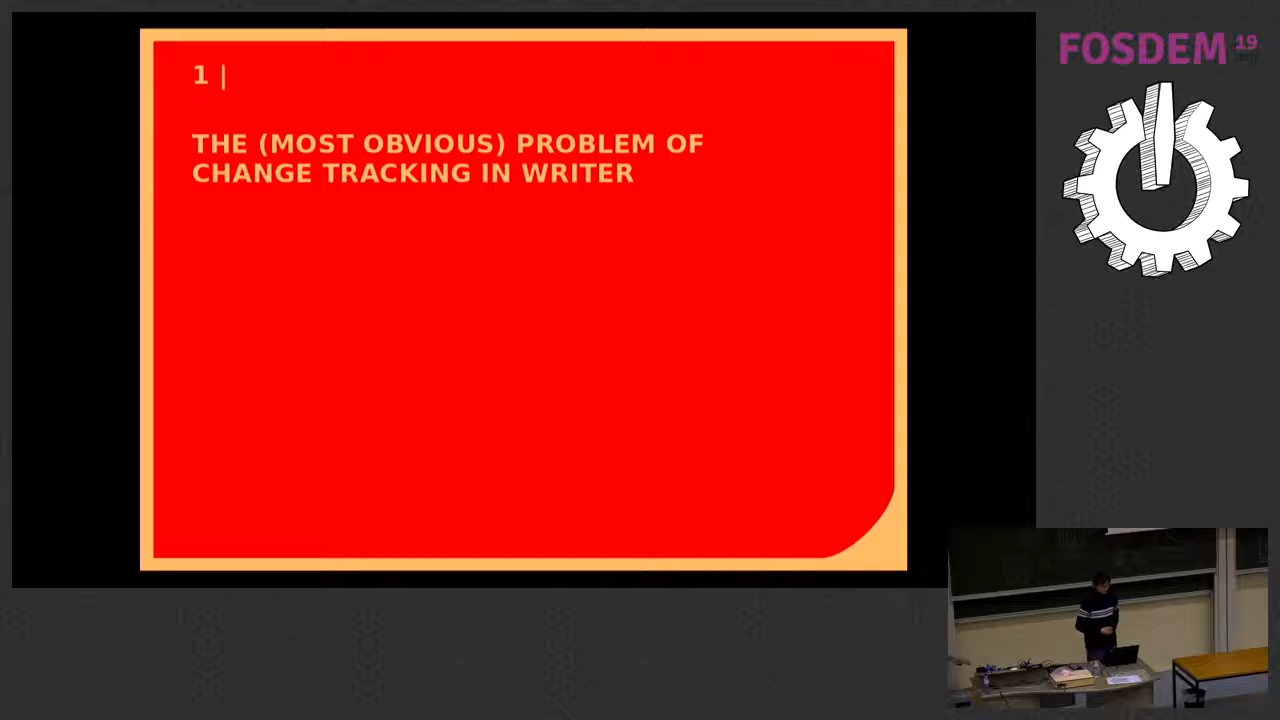 1 |
THE (MOST OBVIOUS) PROBLEM OF
CHANGE TRACKING IN WRITER
FOSDEM 19